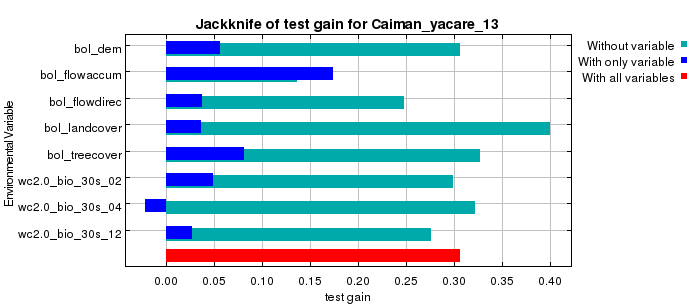 Jackknife of test gain for Caiman_yacare_13
Environmental Variable
bol_dem
bol_flowaccum
bol_flowdirec
bol_landcover
bol_treecover
wc2.0_bio_30s_02
wc2.0_bio_30s_04
wc2.0_bio_30s_12
0.00 0.05 0.10 0.15 0.20 0.25 0.30 0.35 0.40
test gain
Without variable
With only variable
With all variables